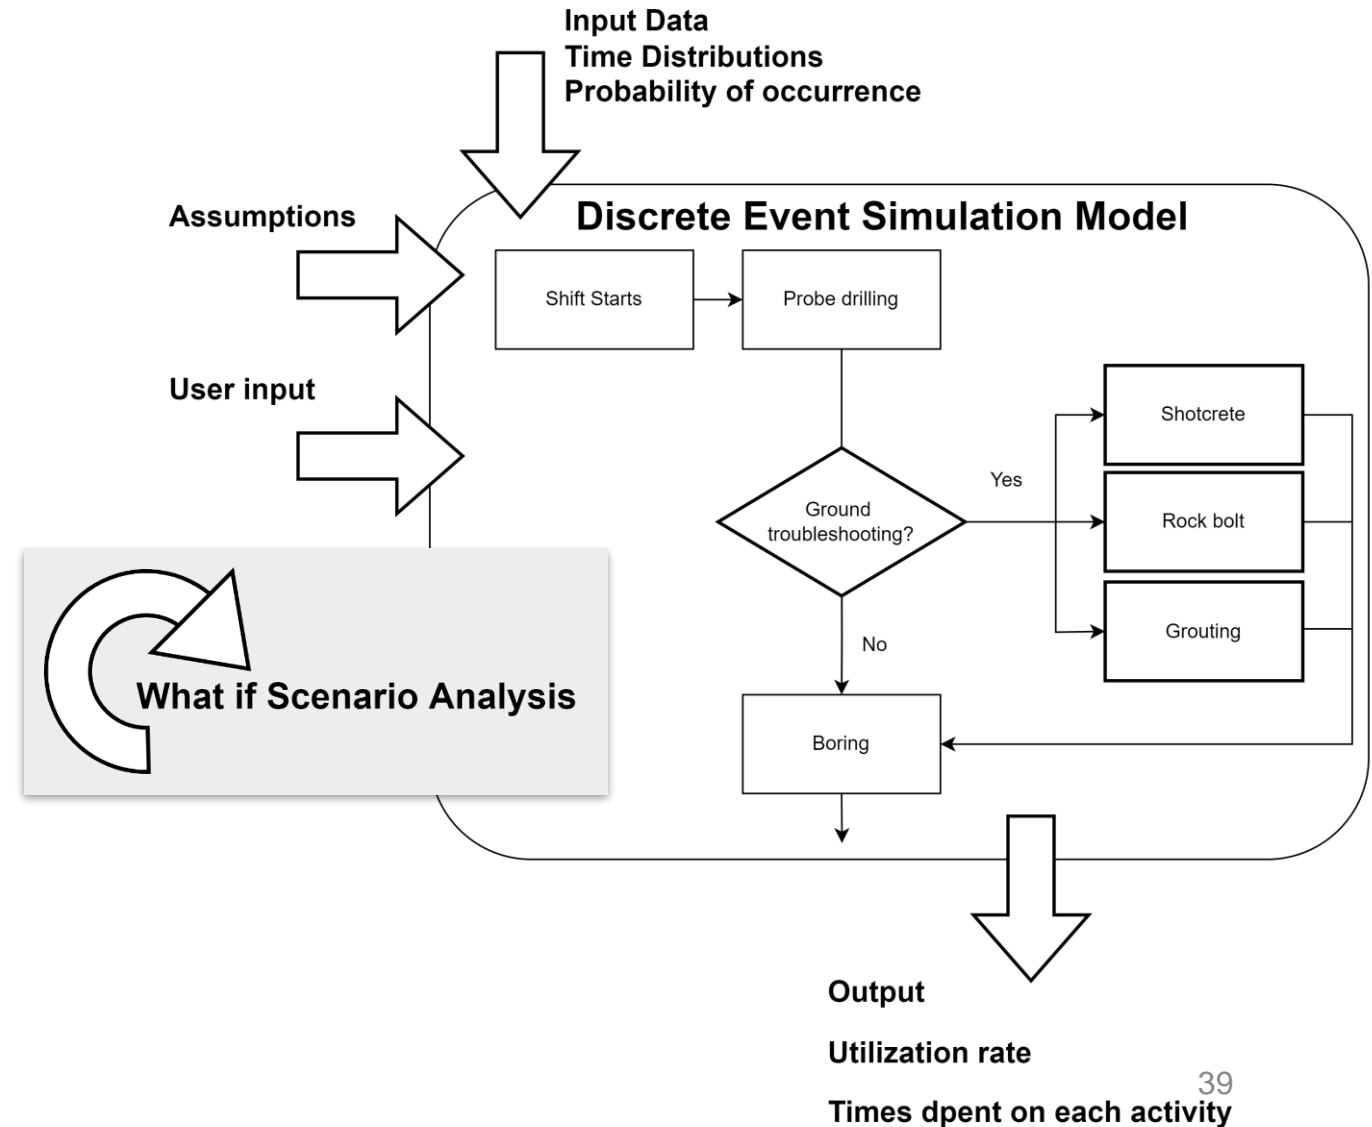 Input Data
Time Distributions
Probability of occurrence
Assumptions
Discrete Event Simulation Model
Shift Starts
Probe drilling
User input
Shotcrete
Yes
Ground
troubleshooting?
Rock bolt
Grouting
No
What if Scenario Analysis
Boring
Output
Utilization rate
39
Times dpent on each activity